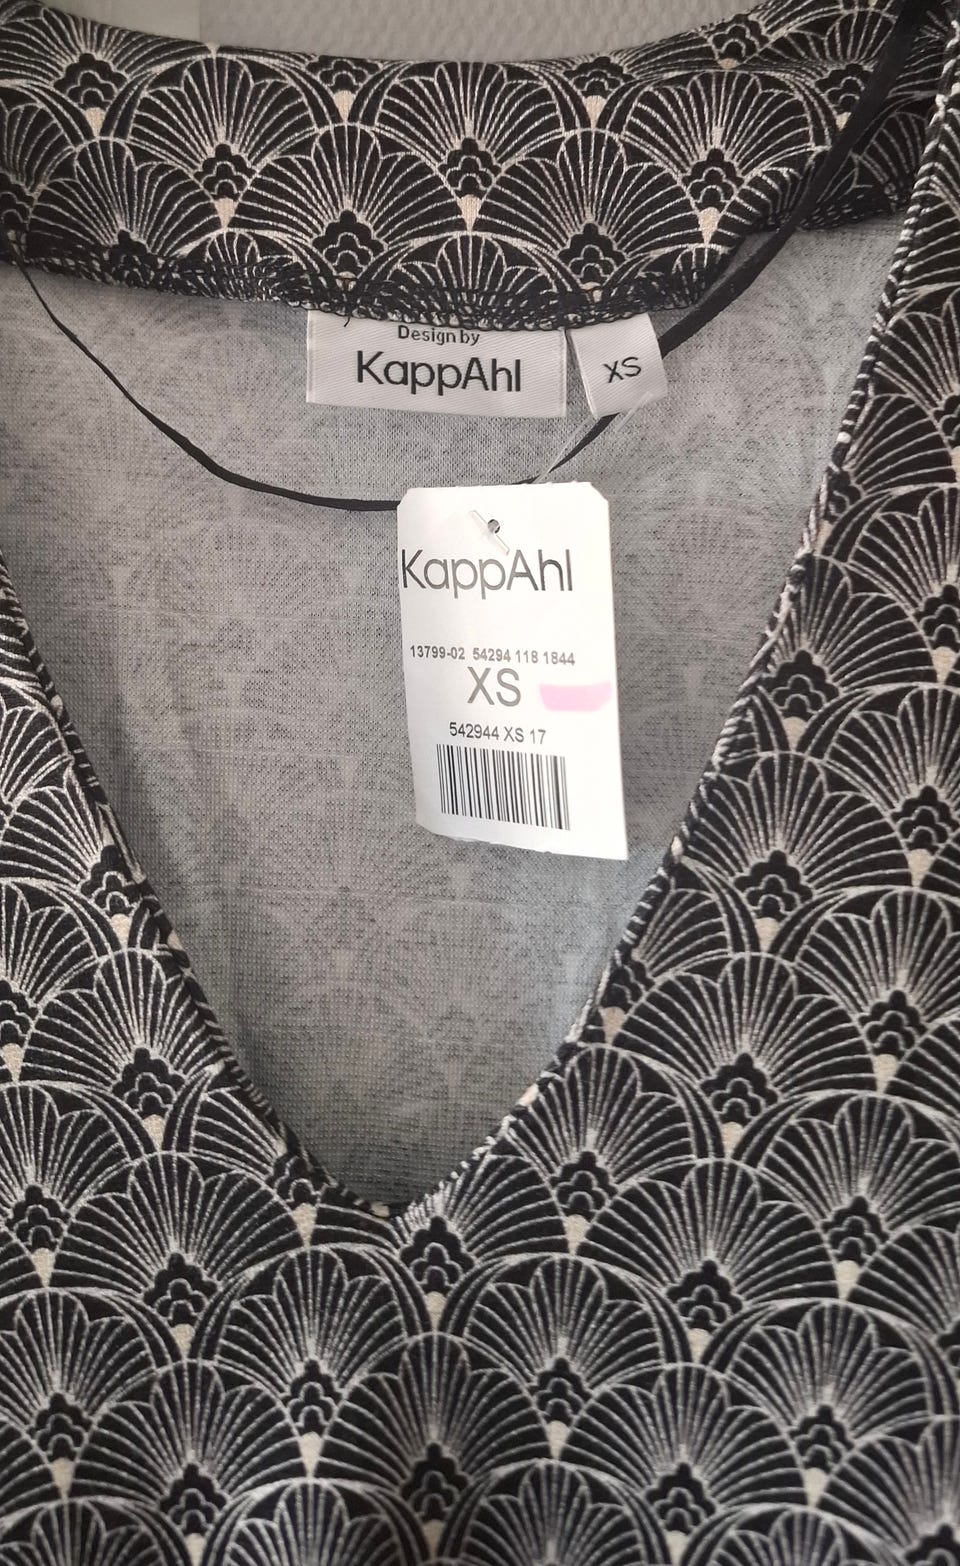 Design by
KappAhl
XS
KappAhl
13799-02 54294 118 1844
XS
542944 XS 17